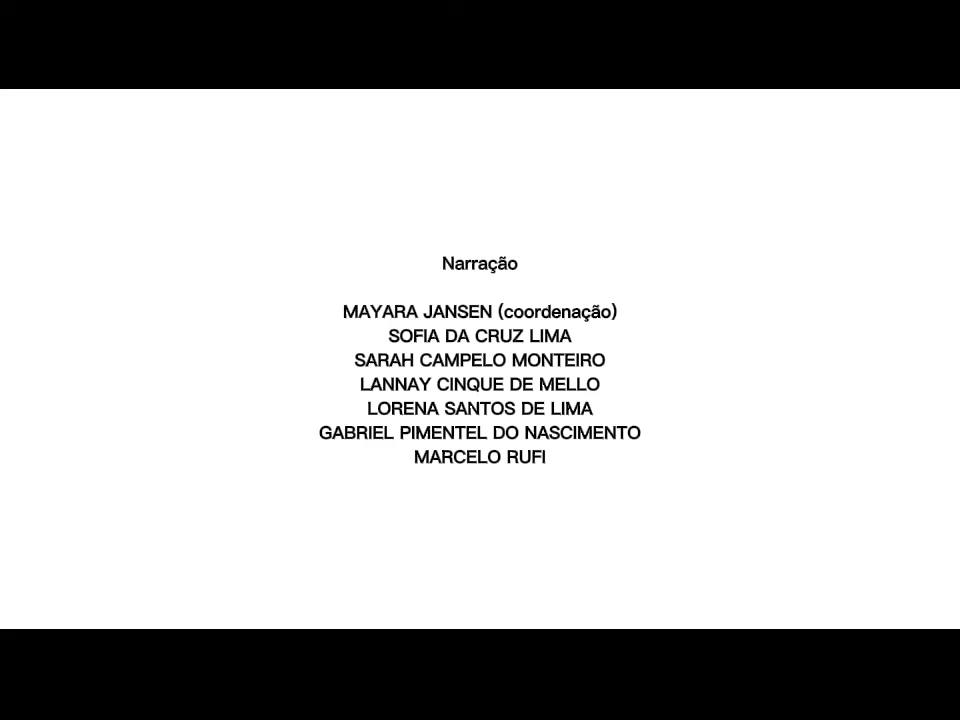 Narração
MAYARA JANSEN (coordenação)
SOFIA DA CRUZ LIMA
SARAH CAMPELO MONTEIRO
LANNAY CINQUE DE MELLO
LORENA SANTOS DE LIMA
GABRIEL PIMENTEL DO NASCIMENTO
MARCELO RUFI